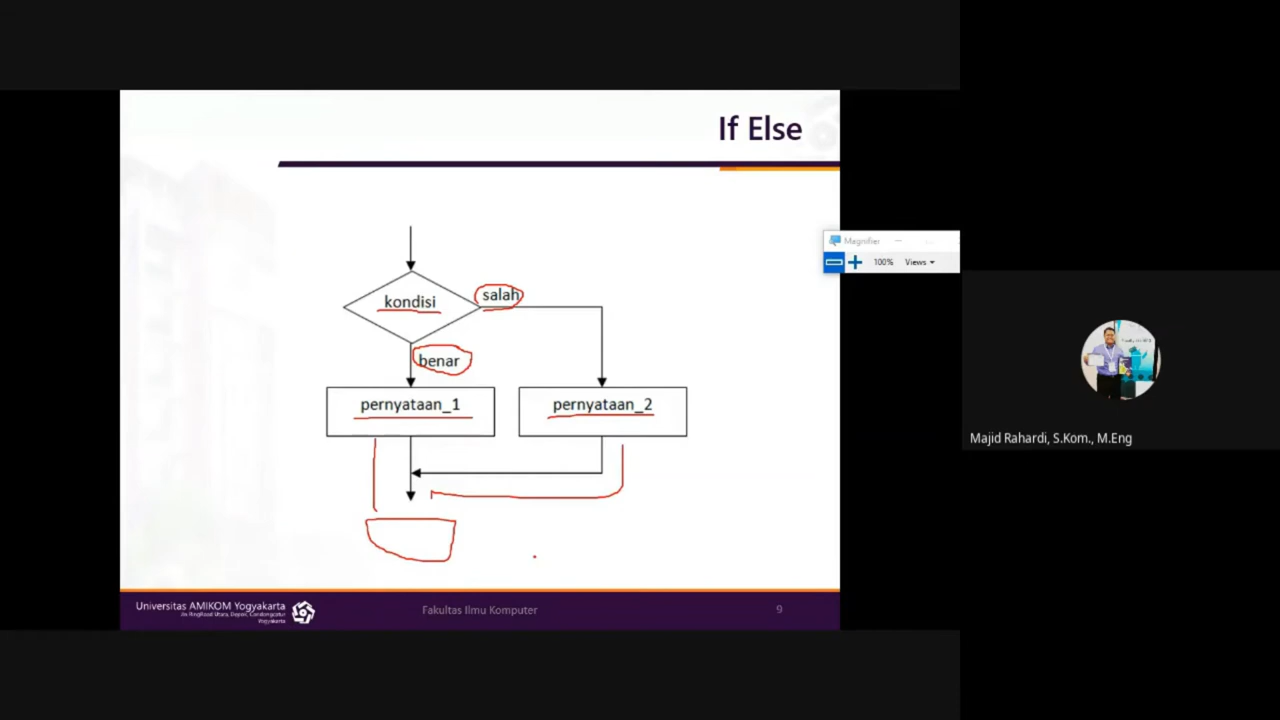 If Else
Magnifier
100% Views
kondisi
salah
benar
pernyataan_1
pernyataan_2
Majid Rahardi, S.Kom., M.Eng
Universitas AMIKOM Yogyakarta
Yogyakarta
Fakultas Ilmu Komputer
9